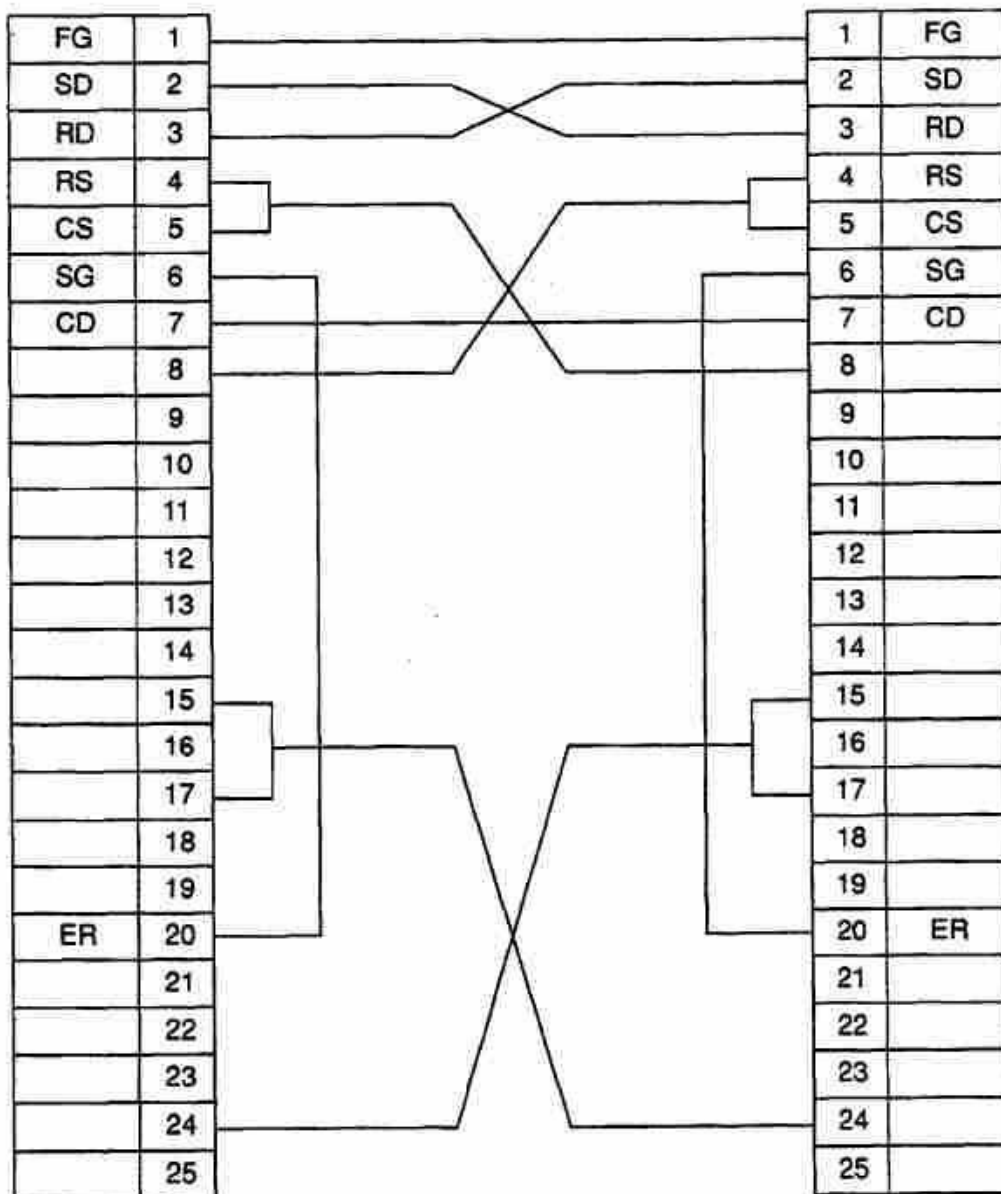 FG 1 1 FG
SD 2 2 SD
RD 3 3 RD
RS 4 4 RS
CS 5 5 CS
SG 6 6 SG
CD 7 7 CD
8 8
9 9
10 10
11 11
12 12
13 13
14 14
15 15
16 16
17 17
18 18
19 19
ER 20 20 ER
21 21
22 22
23 23
24 24
25 25